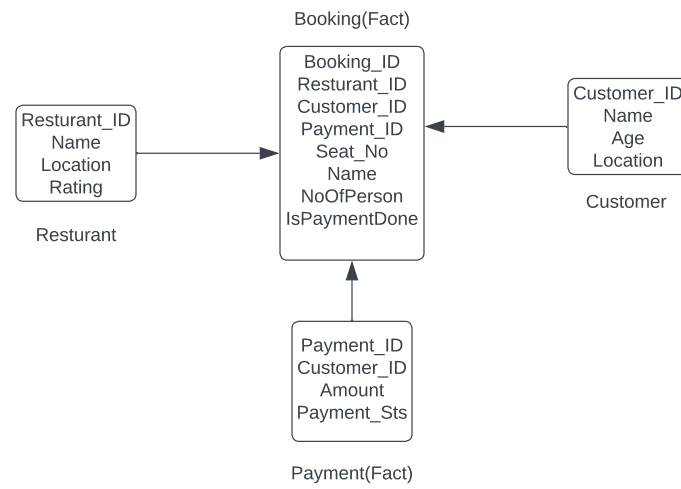 Booking(Fact)
Booking_ID
Resturant_ID
Customer_ID
Payment_ID
Seat_No
Name
NoOfPerson
IsPaymentDone
Resturant_ID
Name
Location
Rating
Resturant
Customer_ID
Name
Age
Location
Customer
Payment_ID
Customer_ID
Amount
Payment_Sts
Payment(Fact)